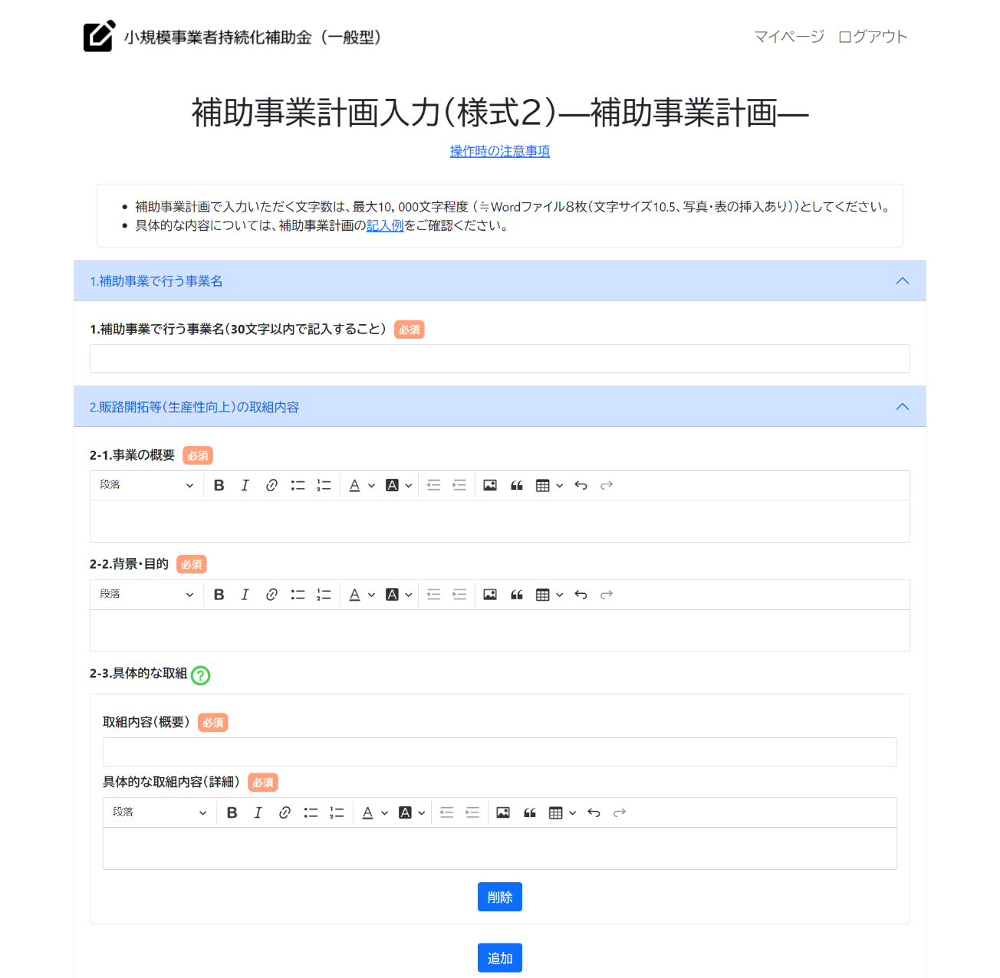 小規模事業者持続化補助金（一般型）
マイページ ログアウト
補助事業計画入力（様式２）―補助事業計画―
操作時の注意事項
• 補助事業計画で入力いただく文字数は、最大10，000文字程度 （≒Wordファイル８枚（文字サイズ10.5、写真・表の挿入あり））としてください。
• 具体的な内容については、補助事業計画の記入例をご確認ください。
1.補助事業で行う事業名
1.補助事業で行う事業名（30文字以内で記入すること） 必須
2.販路開拓等（生産性向上）の取組内容
2-1.事業の概要 必須
段落 B I A A
2-2.背景・目的 必須
段落 B I A A
2-3.具体的な取組 ?
取組内容（概要） 必須
具体的な取組内容（詳細） 必須
段落 B I A A
削除
追加